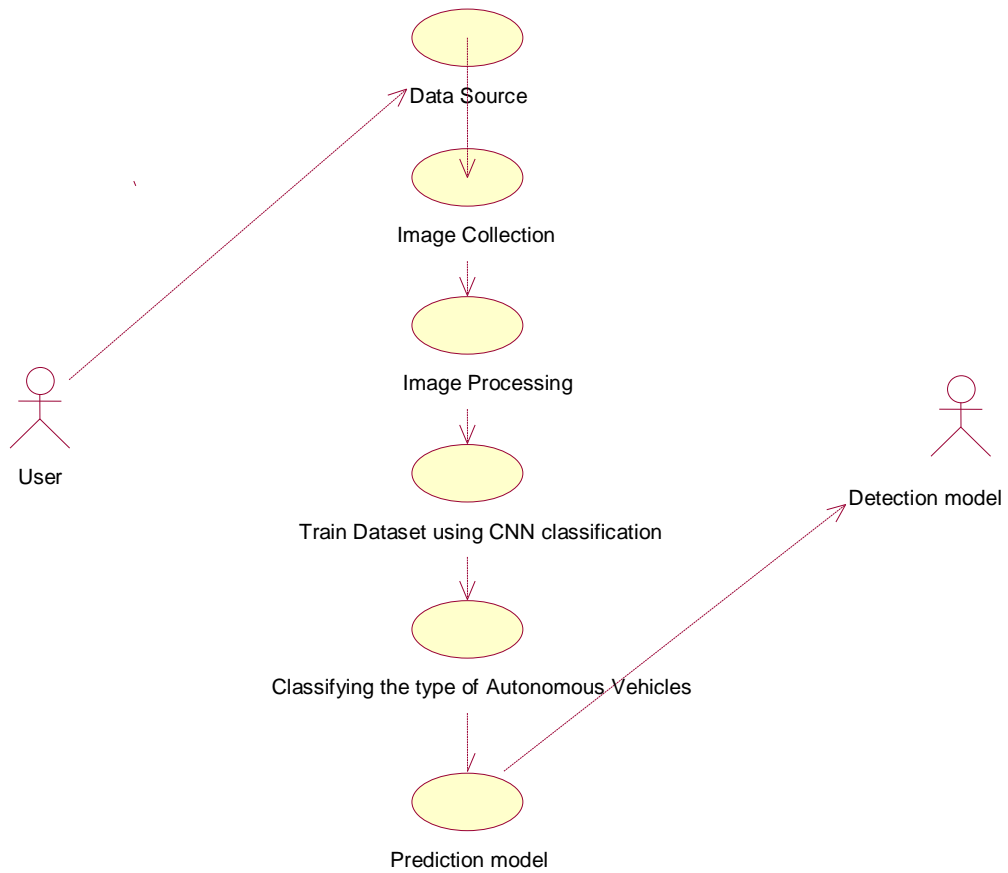 Data Source
Image Collection
Image Processing
User
Detection model
Train Dataset using CNN classification
Classifying the type of Autonomous Vehicles
Prediction model